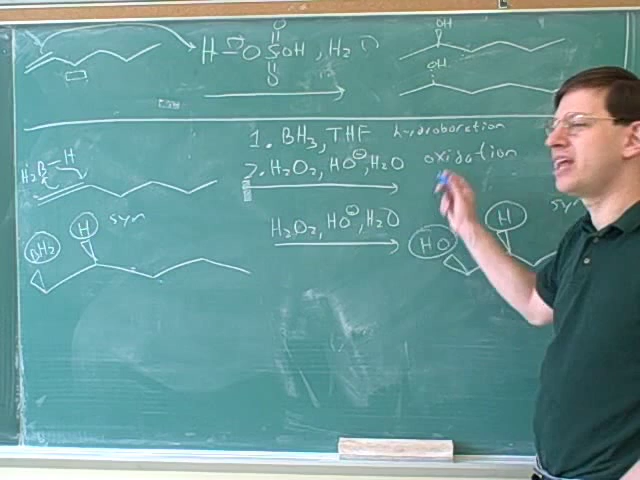 OH
O
H-O S OH, H2O
O
OH
1. BH3, THF hydroboration
2. H2O2, HO⊖, H2O oxidation
H2B-H
H syn
BH2
H2O2, HO⊖, H2O
HO H